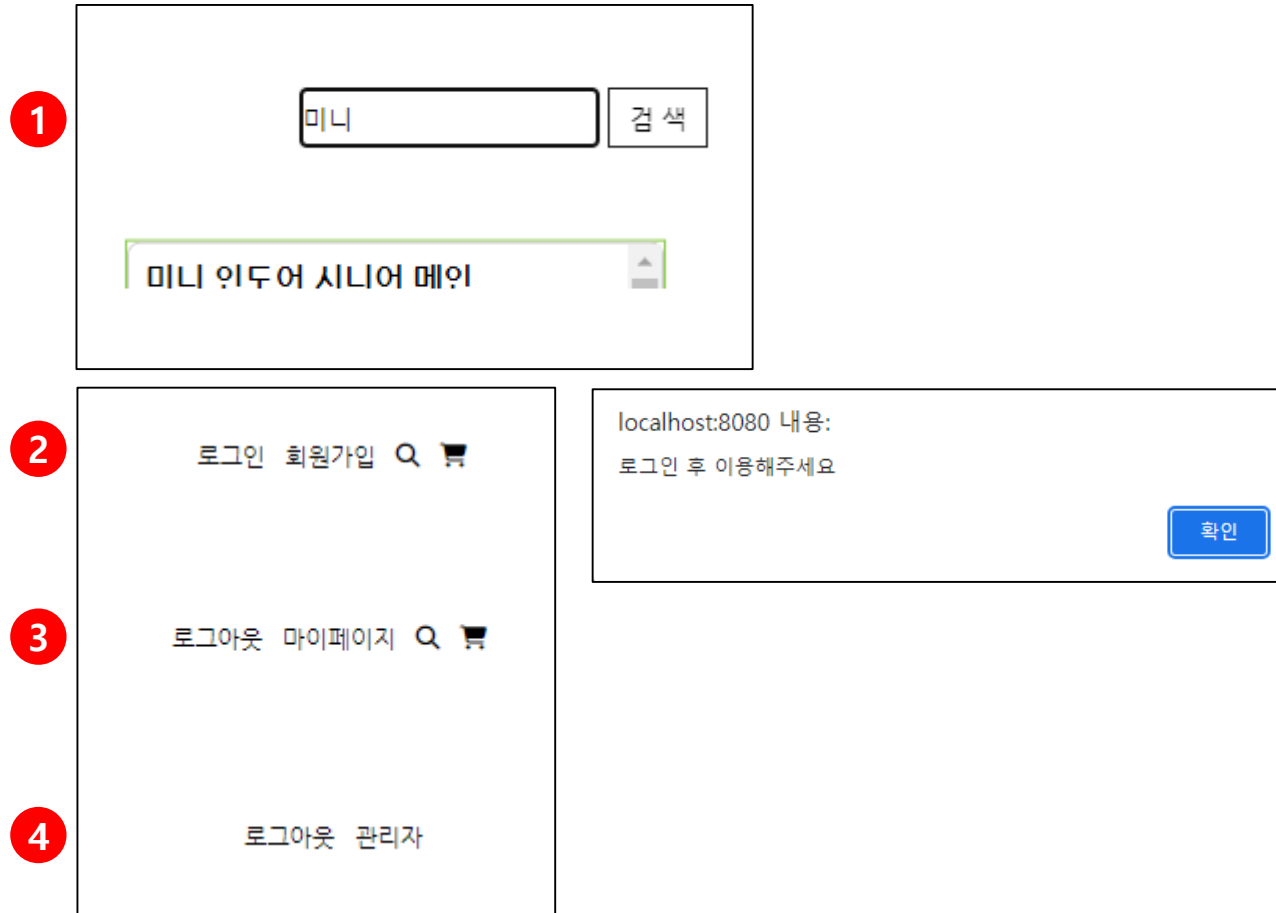 1
미니
검 색
미니 인도어 시니어 메인
2
로그인 회원가입
localhost:8080 내용:
로그인 후 이용해주세요
확인
3
로그아웃 마이페이지
4
로그아웃 관리자